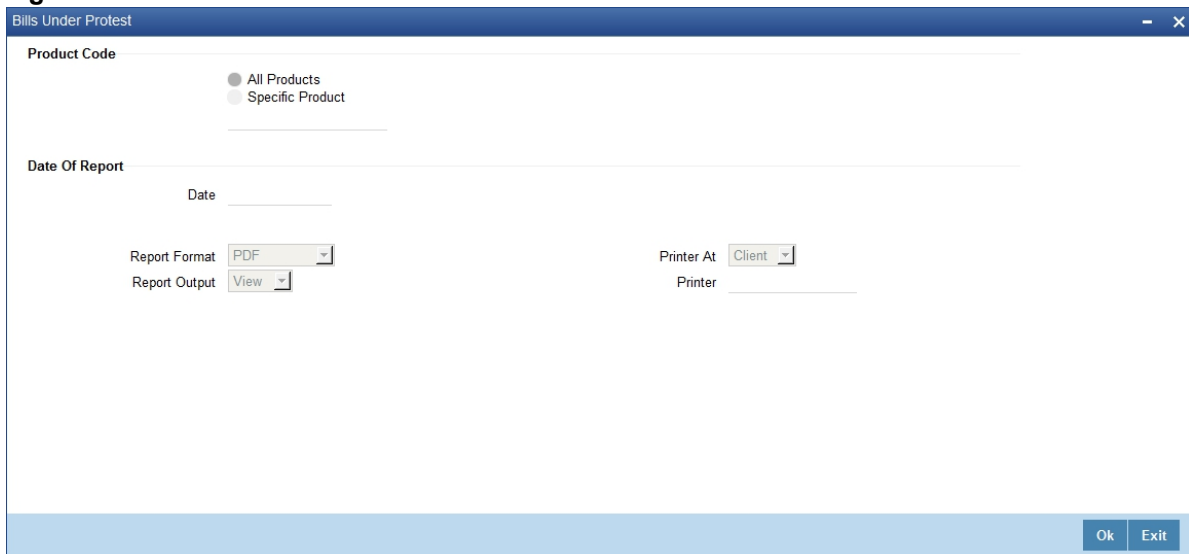 Bills Under Protest
Product Code
All Products
Specific Product
Date Of Report
Date
Report Format PDF Printer At Client
Report Output View Printer
Ok Exit